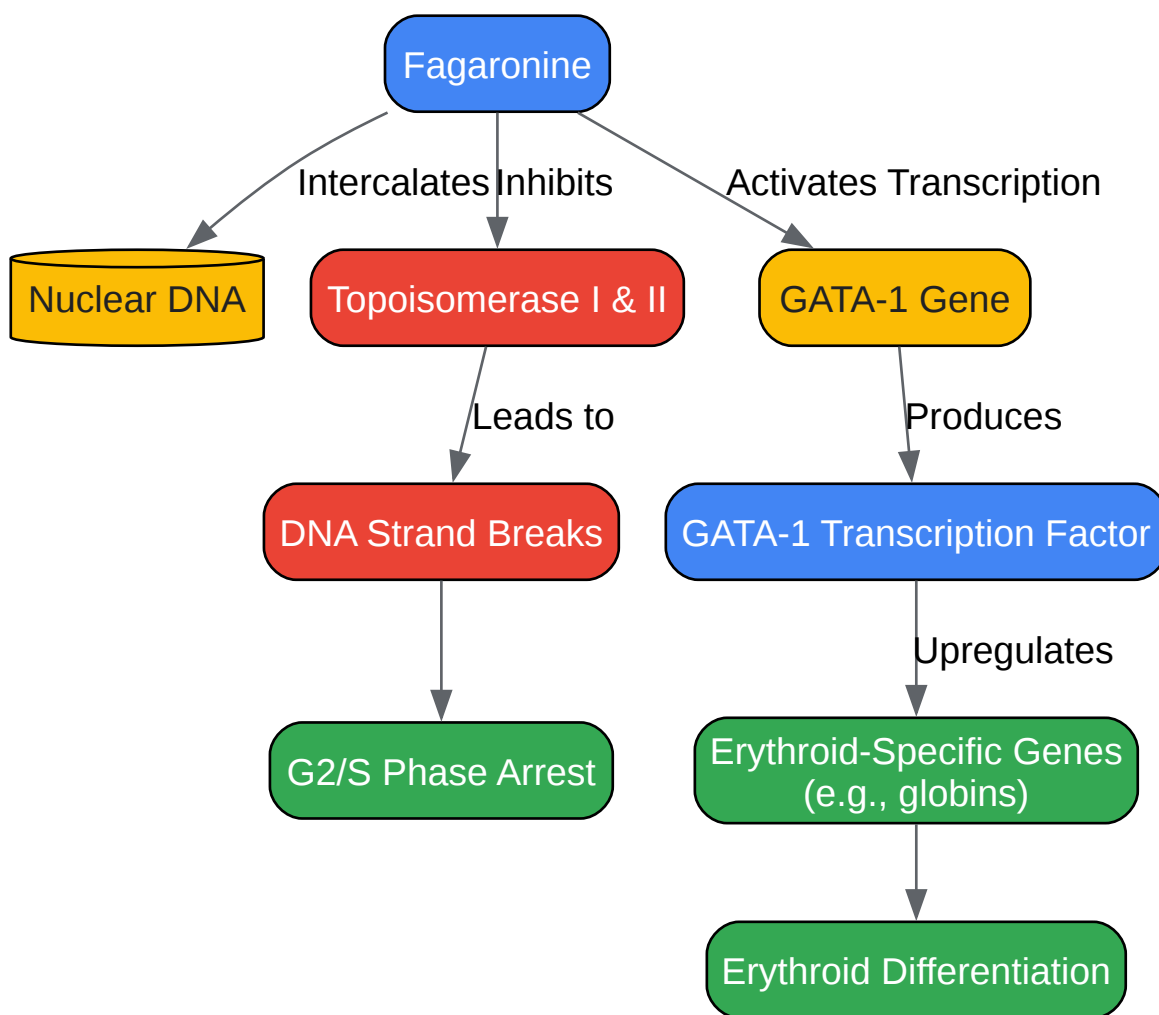 Fagaronine
Intercalates
Inhibits
Activates Transcription
Nuclear DNA
Topoisomerase I & II
GATA-1 Gene
Leads to
Produces
DNA Strand Breaks
GATA-1 Transcription Factor
Upregulates
G2/S Phase Arrest
Erythroid-Specific Genes
(e.g., globins)
Erythroid Differentiation